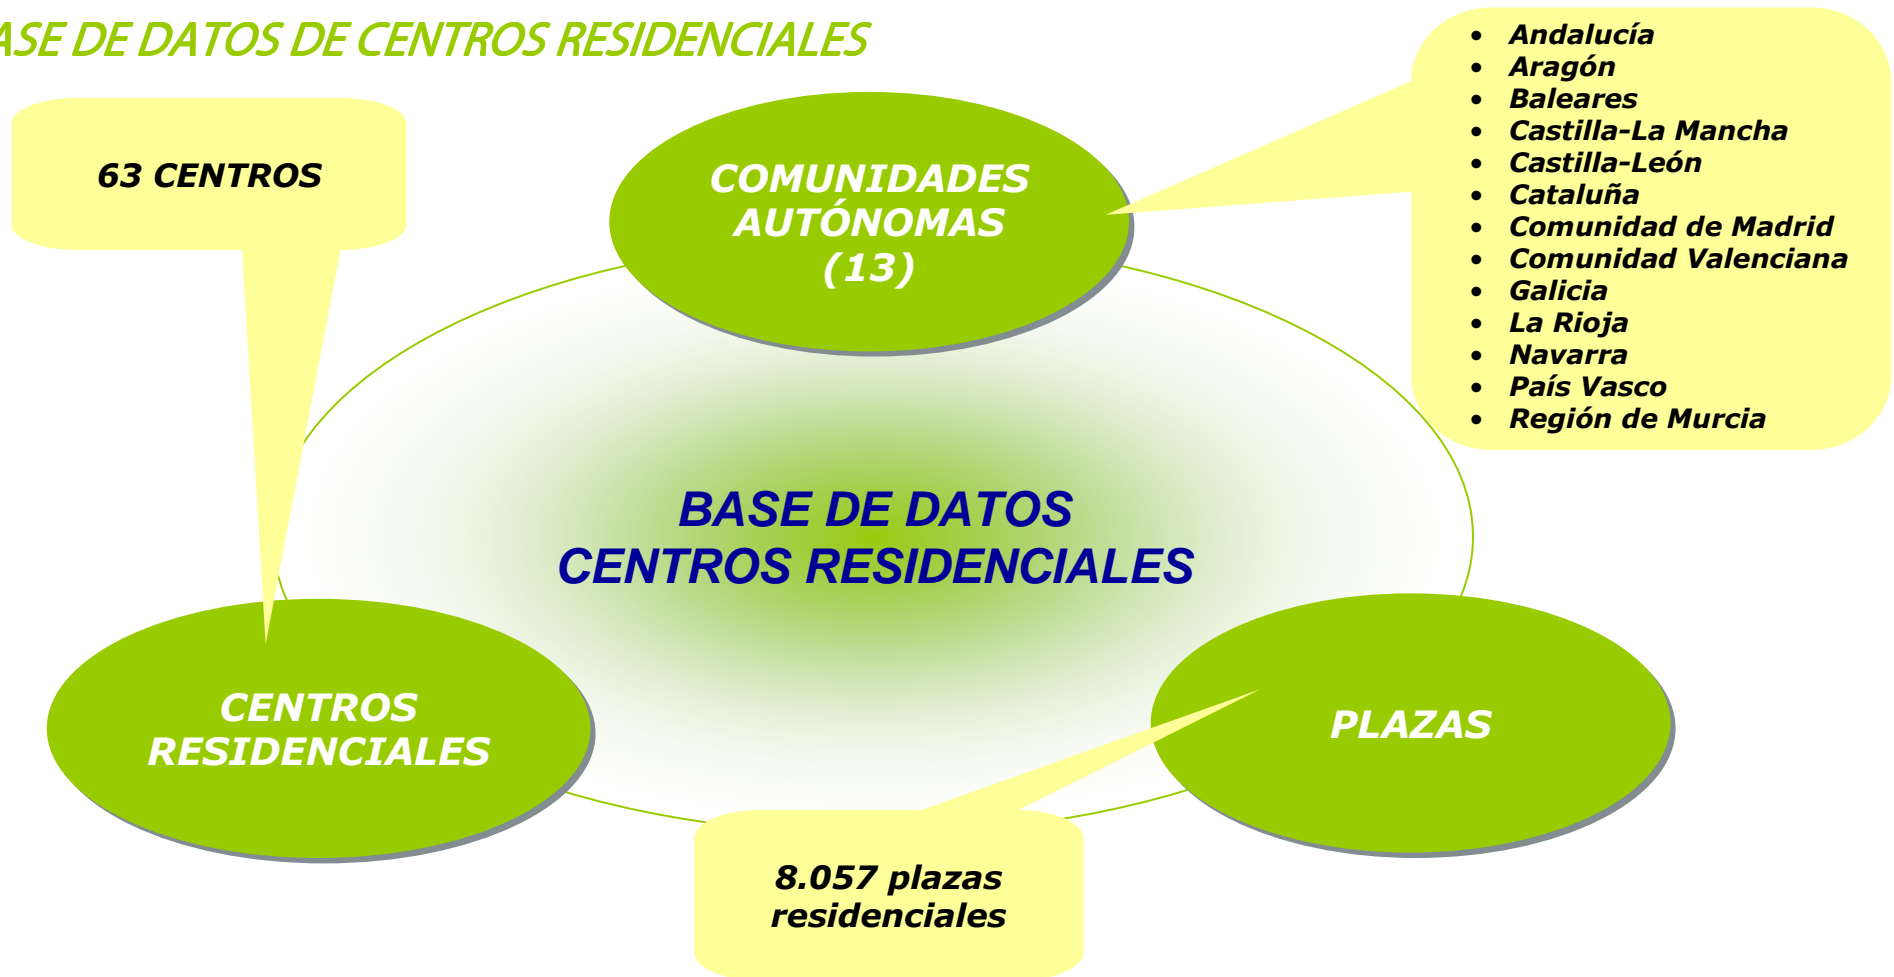 ASE DE DATOS DE CENTROS RESIDENCIALES
63 CENTROS
COMUNIDADES
AUTÓNOMAS
(13)
• Andalucía
• Aragón
• Baleares
• Castilla-La Mancha
• Castilla-León
• Cataluña
• Comunidad de Madrid
• Comunidad Valenciana
• Galicia
• La Rioja
• Navarra
• País Vasco
• Región de Murcia
BASE DE DATOS
CENTROS RESIDENCIALES
CENTROS
RESIDENCIALES
PLAZAS
8.057 plazas
residenciales